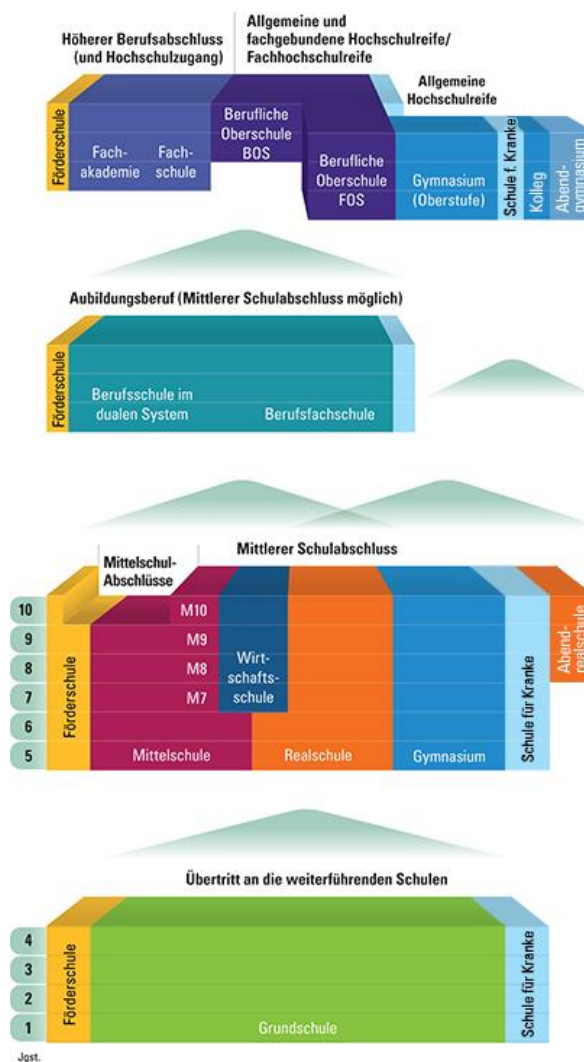 Höherer Berufsabschluss
(und Hochschulzugang)
Allgemeine und
fachgebundene Hochschulreife/
Fachhochschulreife
Allgemeine
Hochschulreife
Förderschule
Fach-
akademie
Fach-
schule
Berufliche
Oberschule
BOS
Berufliche
Oberschule
FOS
Gymnasium
(Oberstufe)
Schule f. Kranke
Kolleg
Abend-
gymnasium
Aubildungsberuf (Mittlerer Schulabschluss möglich)
Förderschule
Berufsschule im
dualen System
Berufsfachschule
Mittelschul-
Abschlüsse
Mittlerer Schulabschluss
10
9
8
7
6
5
Förderschule
M10
M9
M8
M7
Mittelschule
Wirt-
schafts-
schule
Realschule
Gymnasium
Schule für Kranke
Abend-
realschule
Übertritt an die weiterführenden Schulen
4
3
2
1
Jgst.
Förderschule
Grundschule
Schule für Kranke